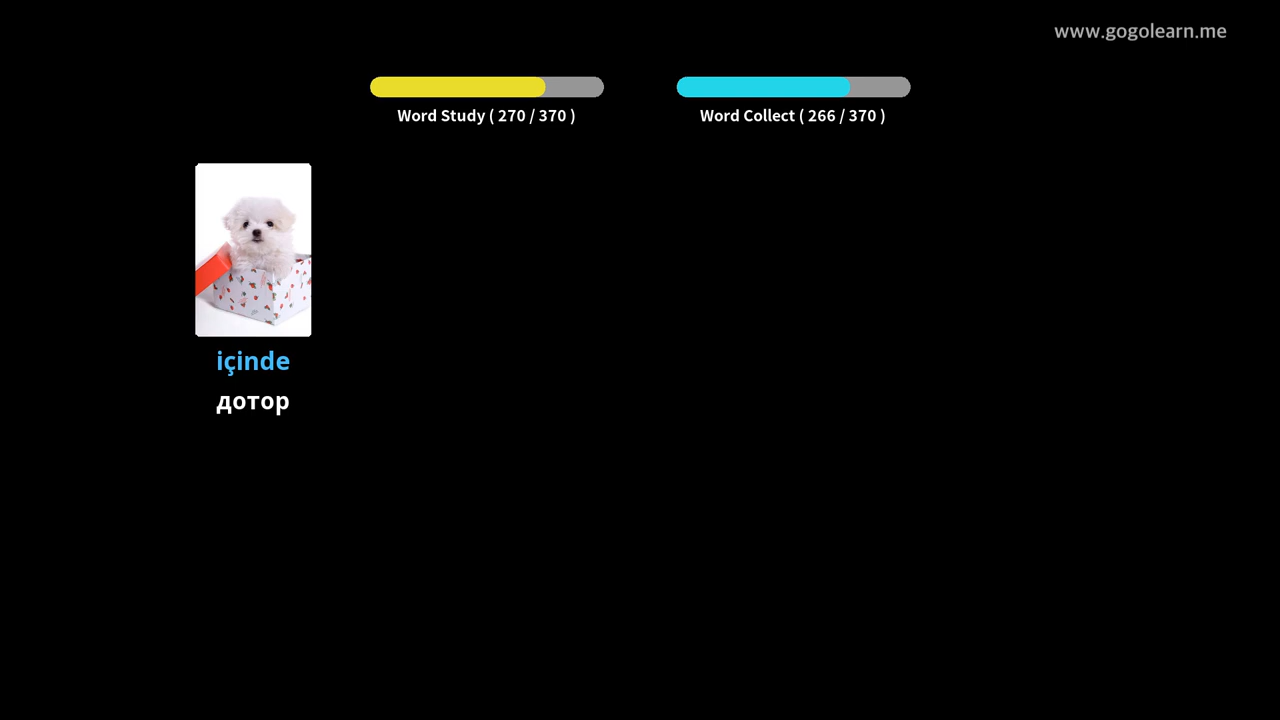 www.gogolearn.me
Word Study ( 270 / 370 )
Word Collect ( 266 / 370 )
içinde
дотор